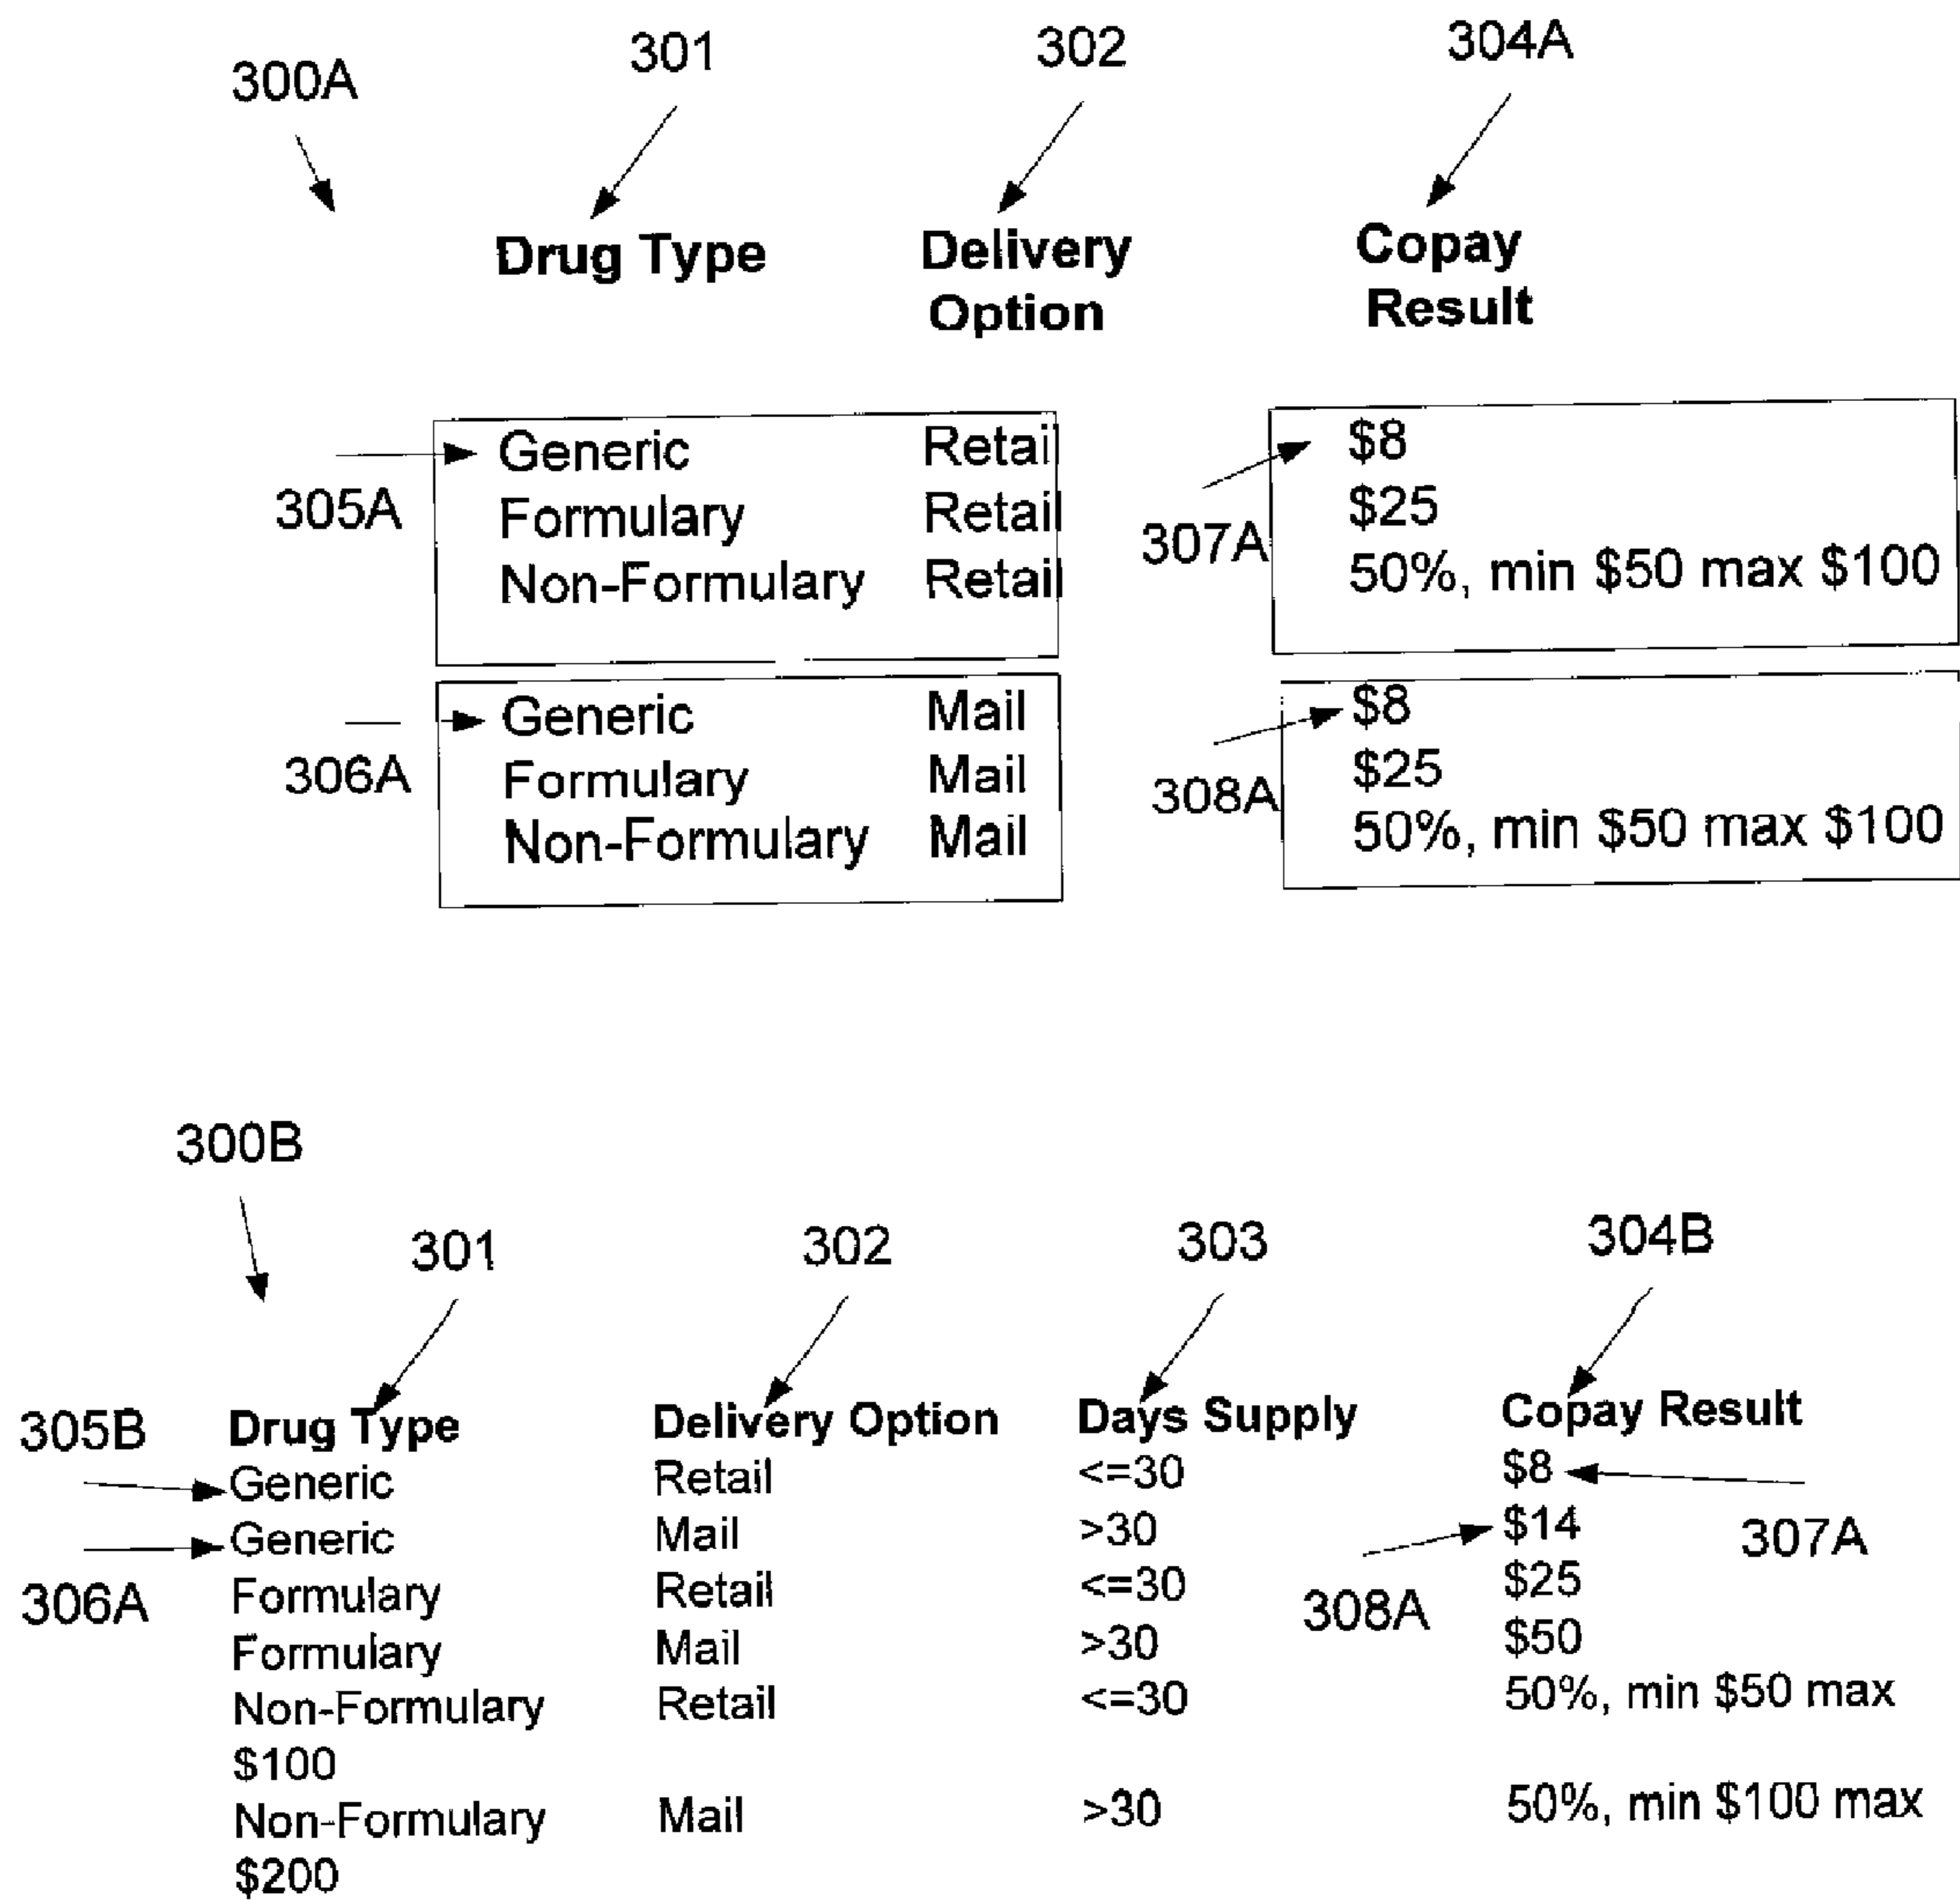 300A 301 302 304A
Drug Type Delivery Option Copay Result
305A Generic Retail 307A $8
Formulary Retail $25
Non-Formulary Retail 50%, min $50 max $100
306A Generic Mail 308A $8
Formulary Mail $25
Non-Formulary Mail 50%, min $50 max $100
300B
301 302 303 304B
305B Drug Type Delivery Option Days Supply Copay Result
Generic Retail <=30 $8
Generic Mail >30 $14 307A
306A Formulary Retail <=30 308A $25
Formulary Mail >30 $50
Non-Formulary Retail <=30 50%, min $50 max
$100
Non-Formulary Mail >30 50%, min $100 max
$200